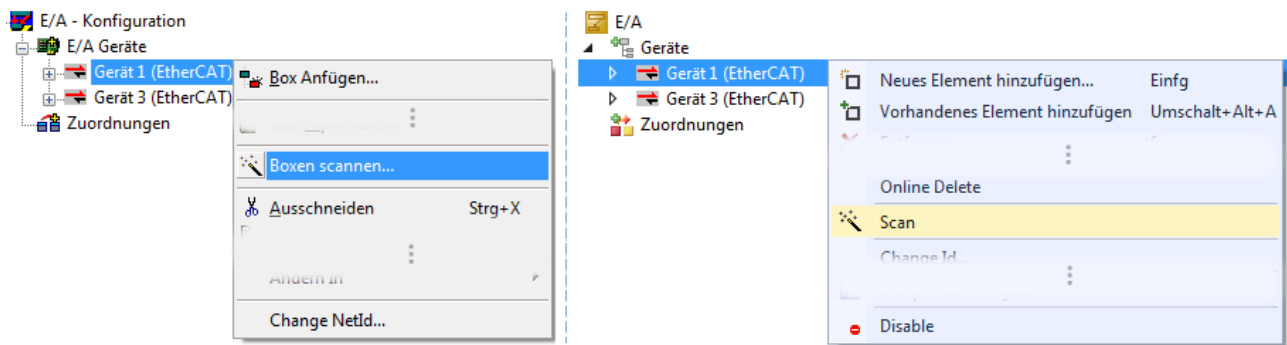 E/A - Konfiguration
E/A Geräte
Gerät 1 (EtherCAT)
Gerät 3 (EtherCAT)
Zuordnungen
Box Anfügen...
Boxen scannen...
Ausschneiden Strg+X
Ändern in
Change NetId...
E/A
Geräte
Gerät 1 (EtherCAT)
Gerät 3 (EtherCAT)
Zuordnungen
Neues Element hinzufügen... Einfg
Vorhandenes Element hinzufügen Umschalt+Alt+A
Online Delete
Scan
Change Id...
Disable